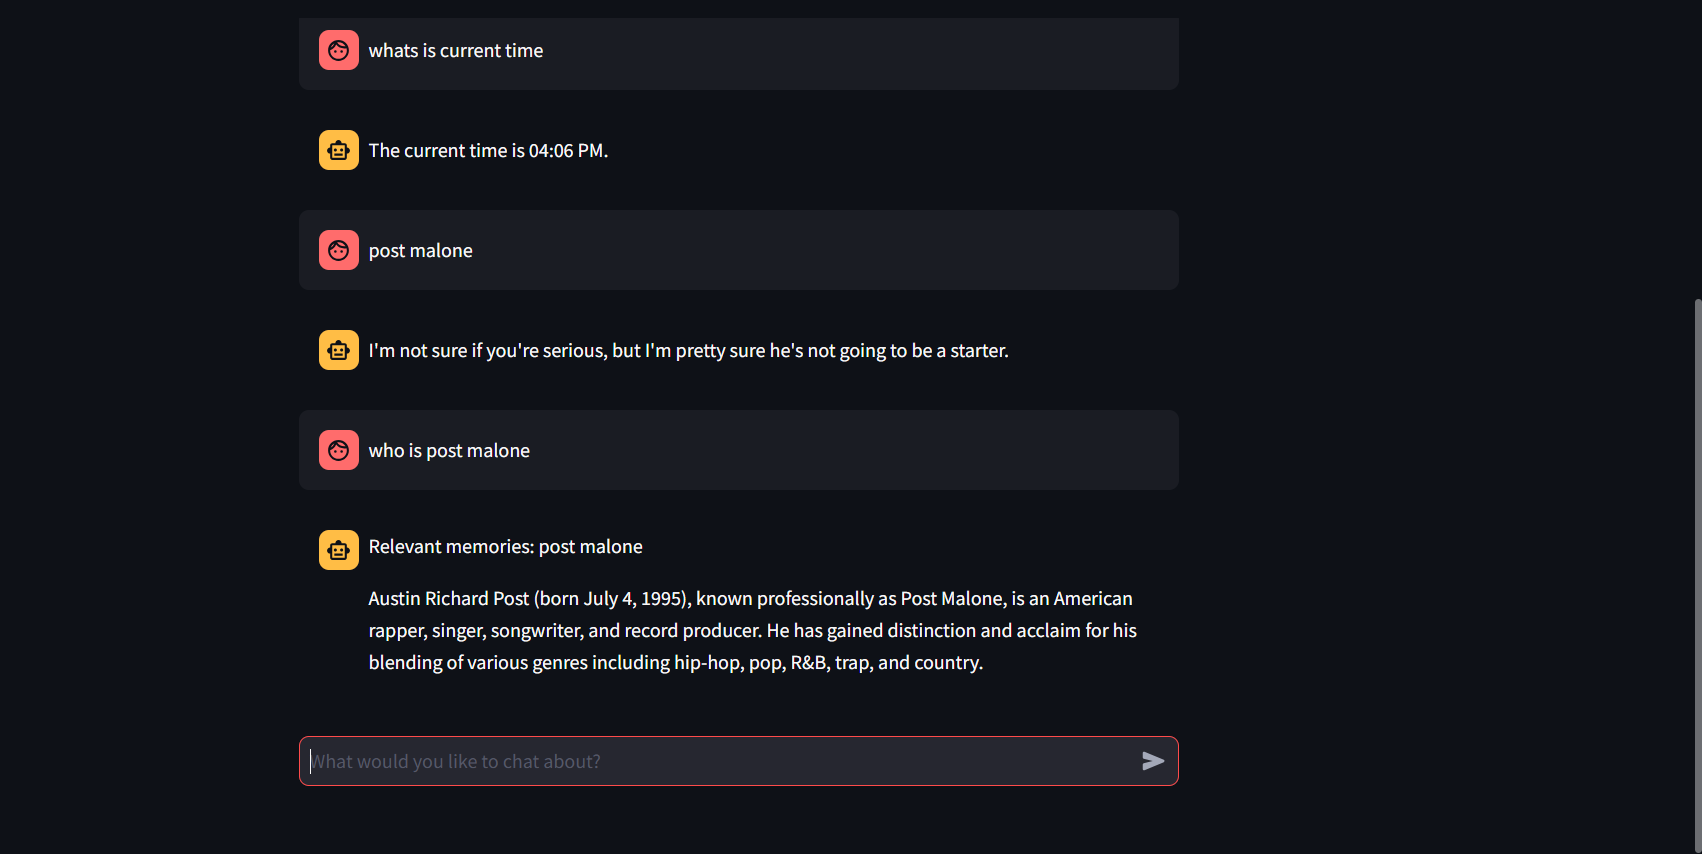 whats is current time
The current time is 04:06 PM.
post malone
I'm not sure if you're serious, but I'm pretty sure he's not going to be a starter.
who is post malone
Relevant memories: post malone
Austin Richard Post (born July 4, 1995), known professionally as Post Malone, is an American
rapper, singer, songwriter, and record producer. He has gained distinction and acclaim for his
blending of various genres including hip-hop, pop, R&B, trap, and country.
What would you like to chat about?